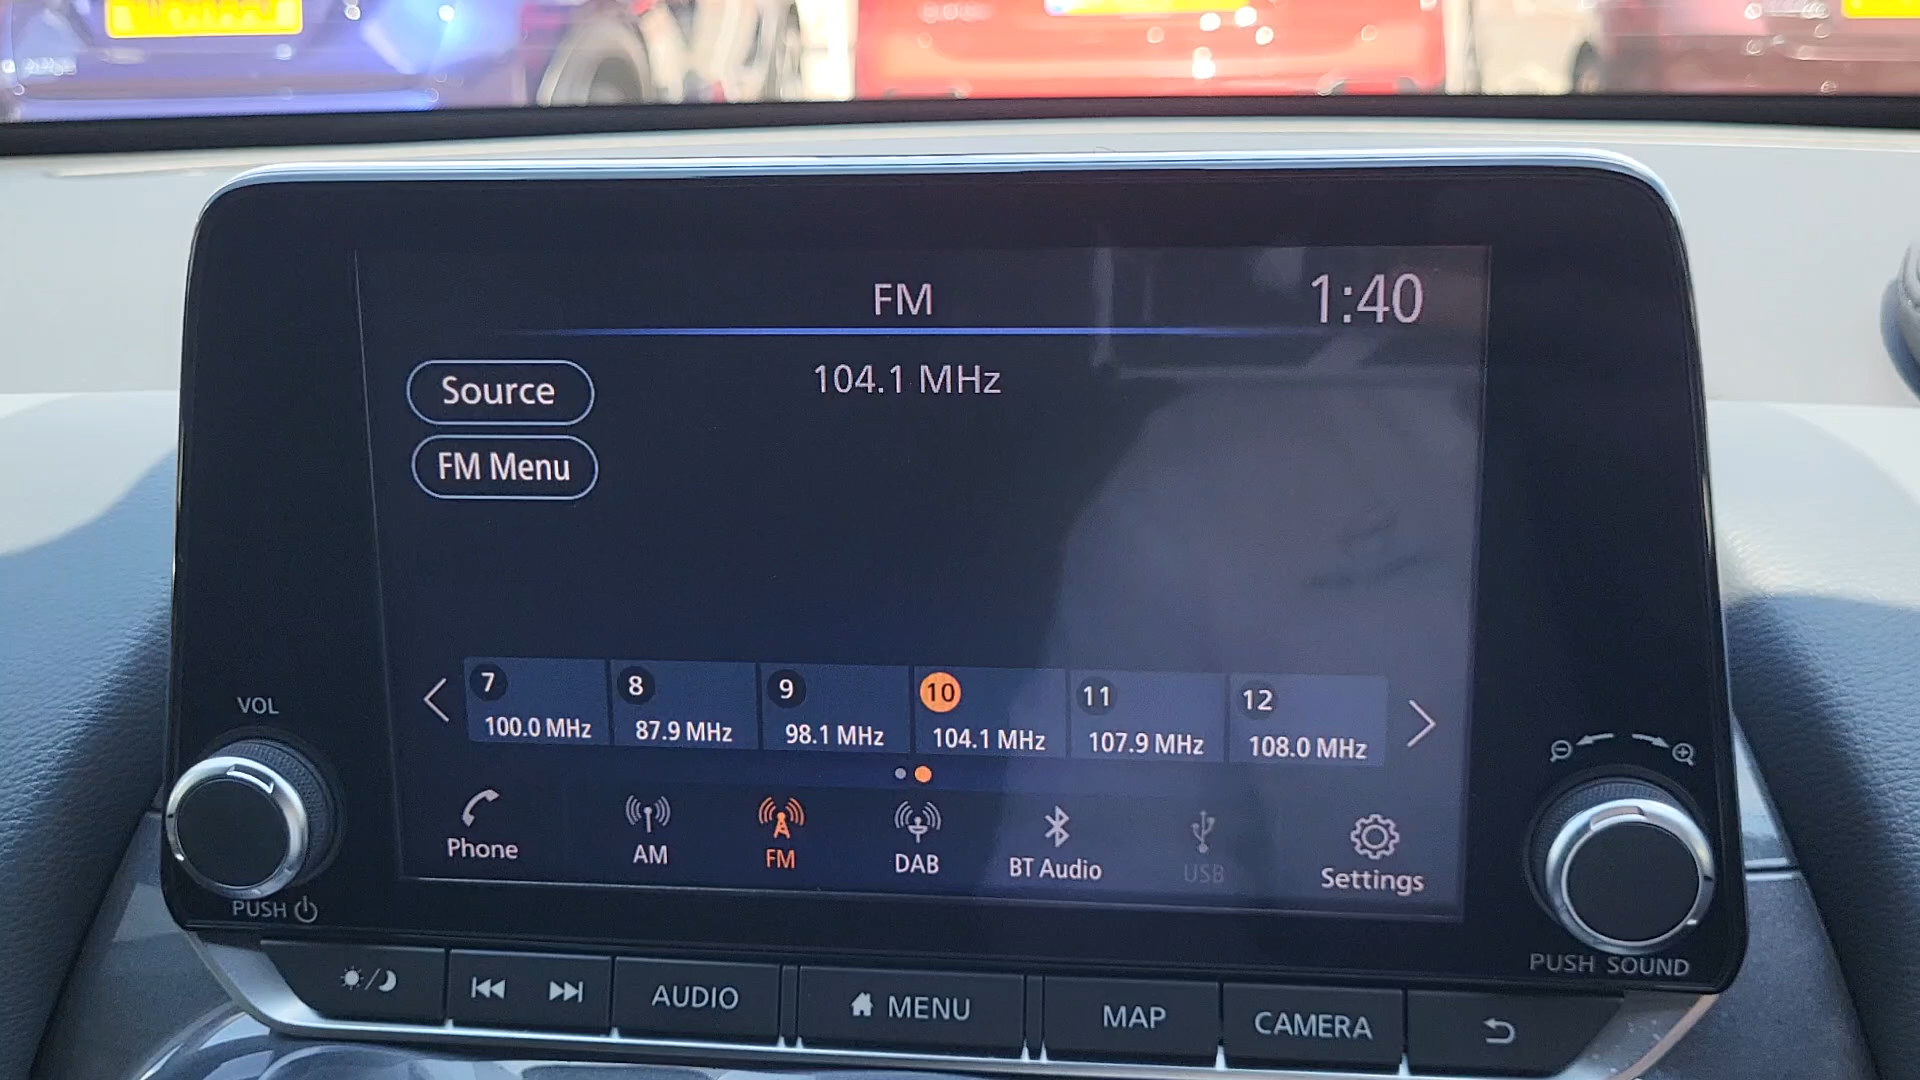 FM
1:40
Source
104.1 MHz
FM Menu
7 8 9 10 11 12
100.0 MHz 87.9 MHz 98.1 MHz 104.1 MHz 107.9 MHz 108.0 MHz
Phone AM FM DAB BT Audio USB Settings
VOL
PUSH
PUSH SOUND
AUDIO MENU MAP CAMERA